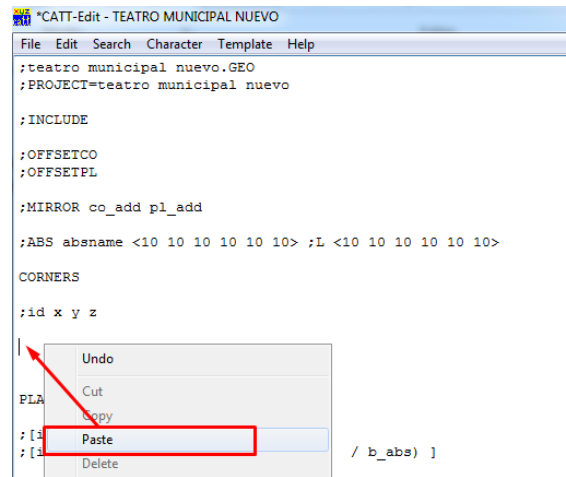 *CATT-Edit - TEATRO MUNICIPAL NUEVO
File Edit Search Character Template Help
;teatro municipal nuevo.GEO
;PROJECT=teatro municipal nuevo
;INCLUDE
;OFFSETCO
;OFFSETPL
;MIRROR co_add pl_add
;ABS absname <10 10 10 10 10 10> ;L <10 10 10 10 10 10>
CORNERS
;id x y z
Undo
Cut
PLA
Copy
;[i
Paste
;[i / b_abs) ]
Delete